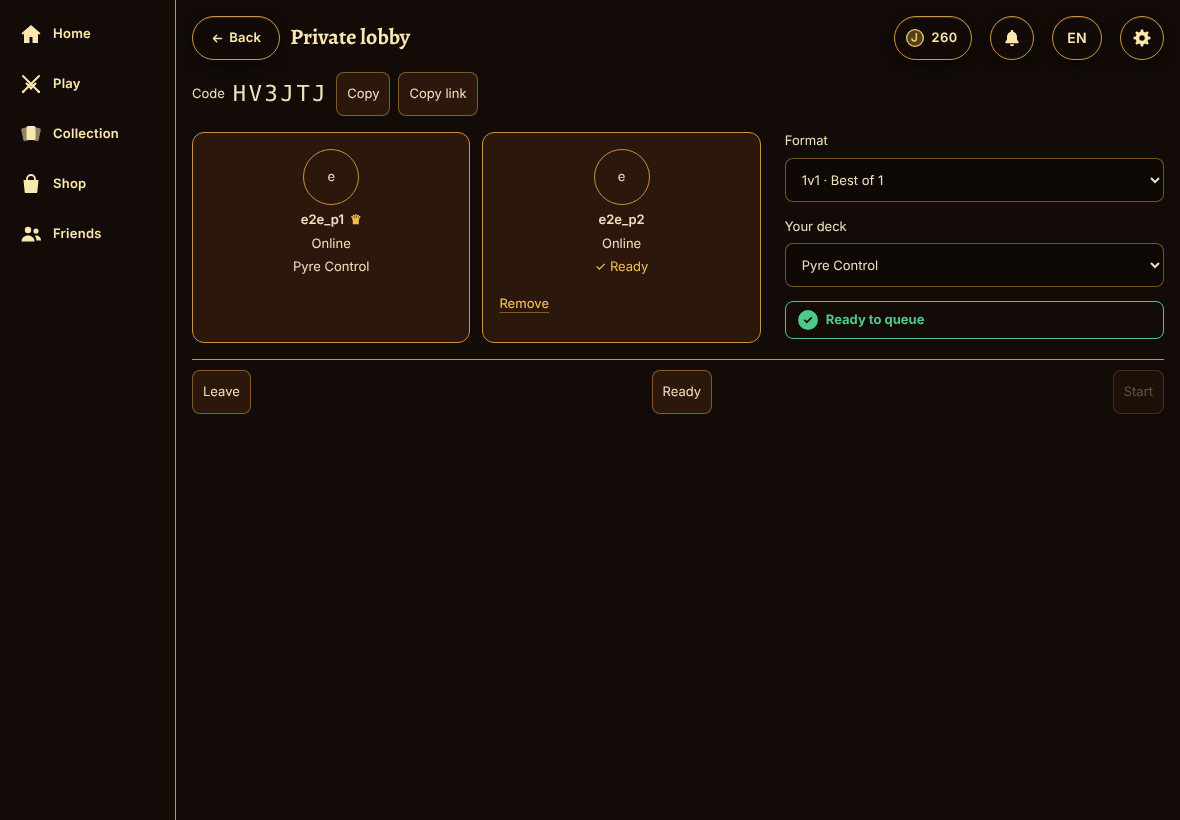 Home
Play
Collection
Shop
Friends
← Back
Private lobby
J 260
EN
Code HV3JTJ Copy Copy link
e
e2e_p1 ♛
Online
Pyre Control
e
e2e_p2
Online
✓ Ready
Remove
Format
1v1 · Best of 1
Your deck
Pyre Control
Ready to queue
Leave
Ready
Start